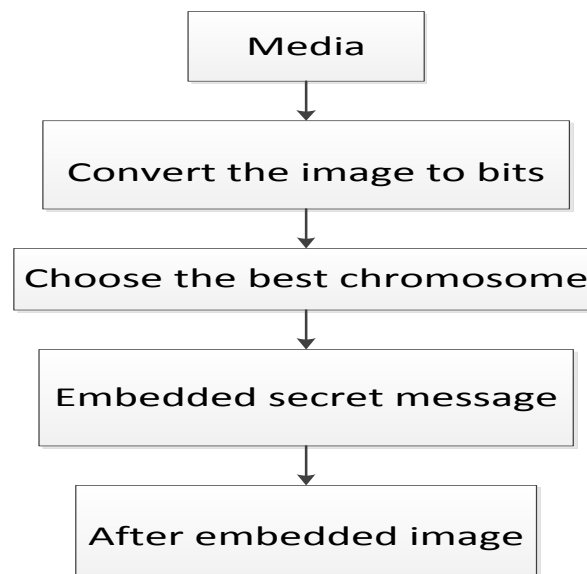 Media
Convert the image to bits
Choose the best chromosome
Embedded secret message
After embedded image